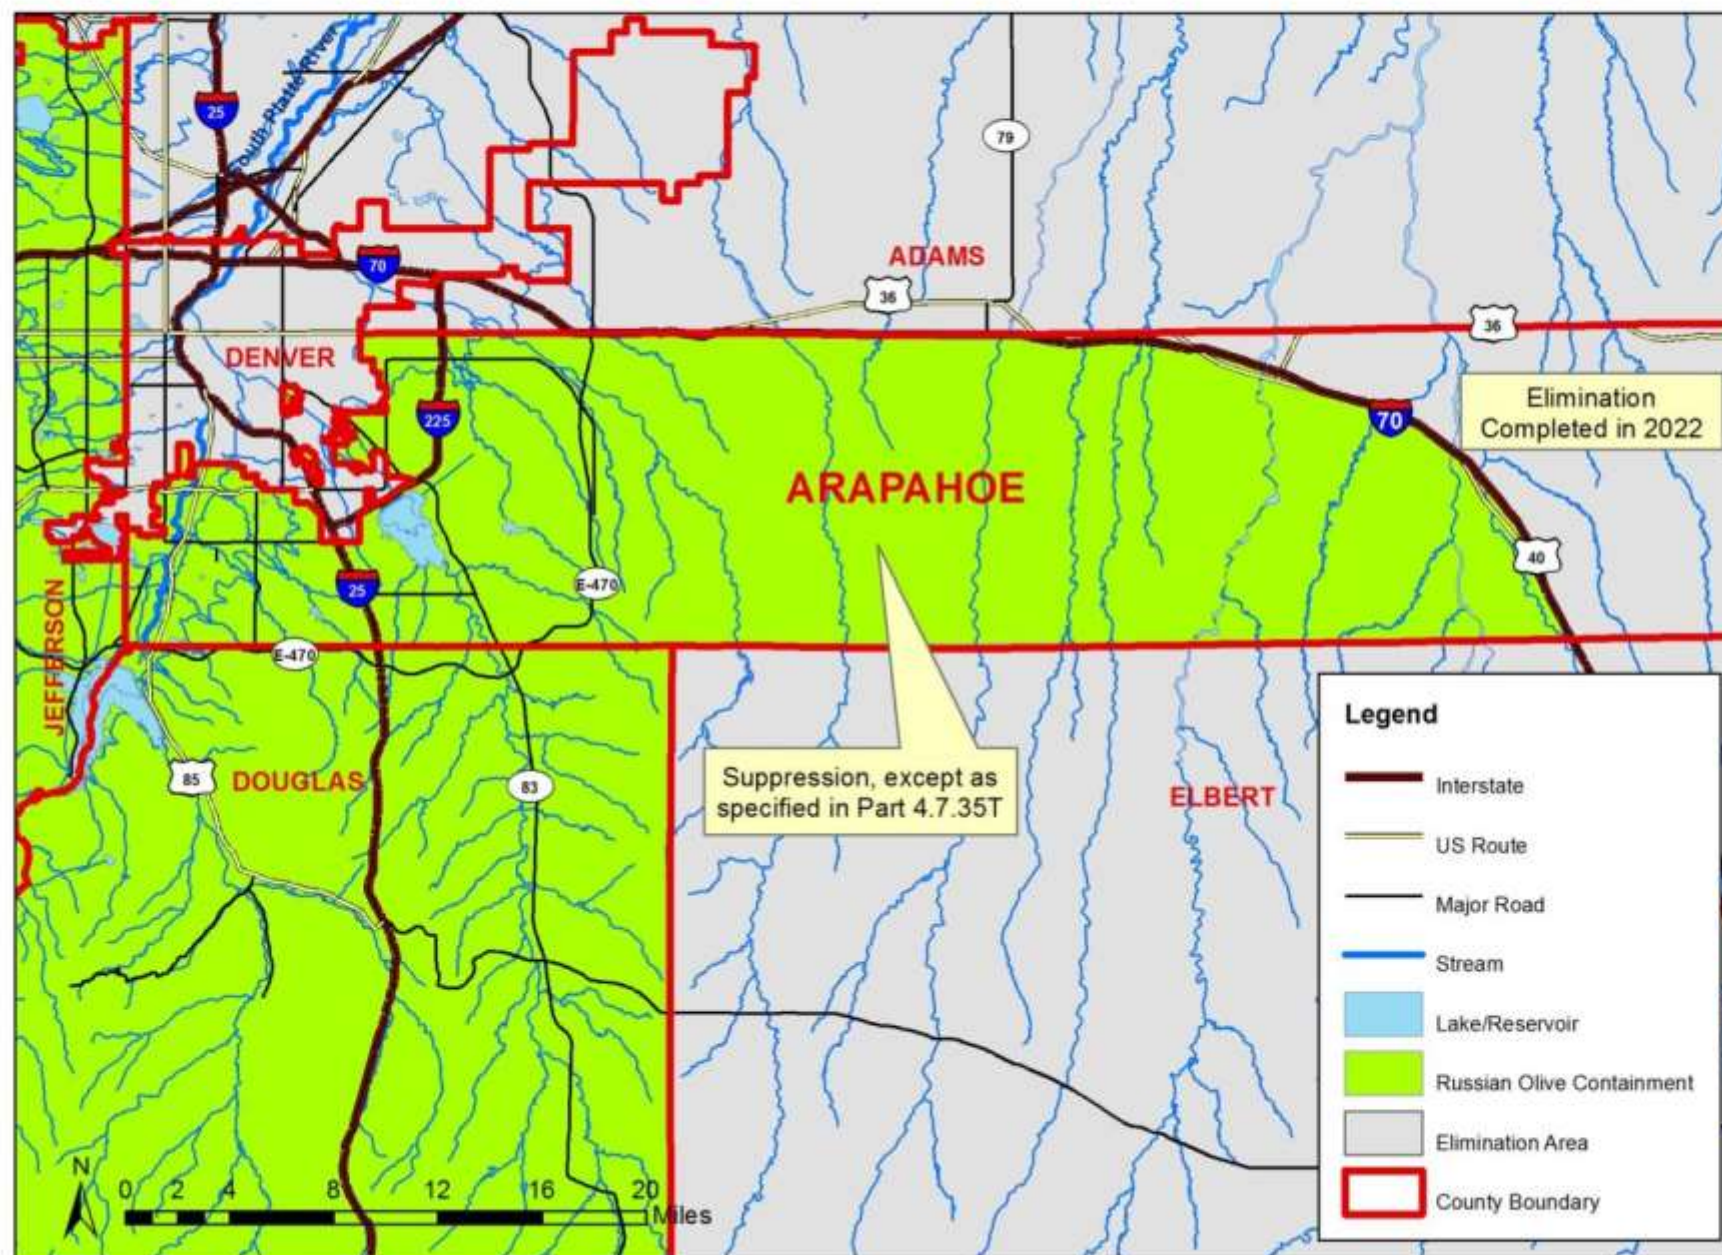 South Platte River
25
79
ADAMS
70
36
36
DENVER
225
70
Elimination
Completed in 2022
ARAPAHOE
40
JEFFERSON
25
E-470
E-470
85
DOUGLAS
83
Suppression, except as
specified in Part 4.7.35T
ELBERT
Legend
Interstate
US Route
Major Road
Stream
Lake/Reservoir
Russian Olive Containment
Elimination Area
County Boundary
N
0 2 4 8 12 16 20
Miles